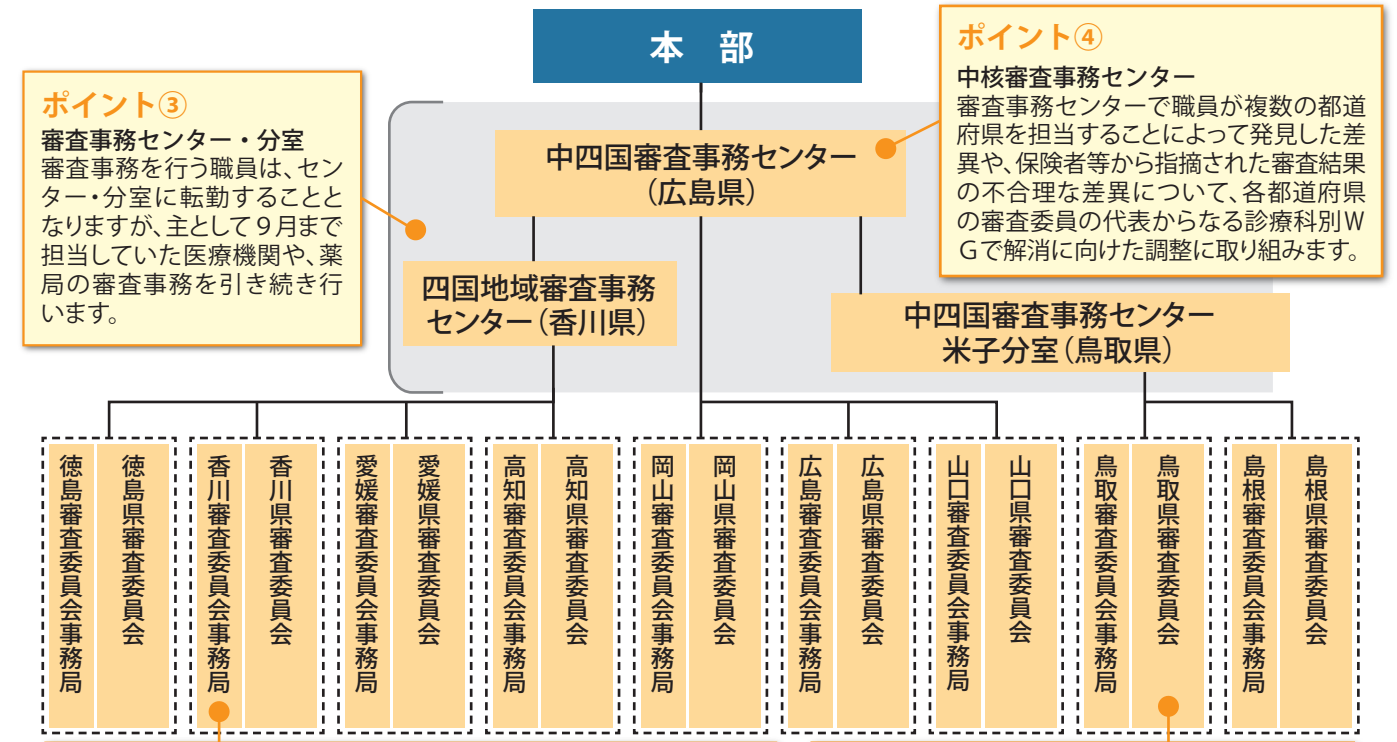 本　部
ポイント③
審査事務センター・分室
審査事務を行う職員は、セン
ター・分室に転勤することと
なりますが、主として９月まで
担当していた医療機関や、薬
局の審査事務を引き続き行
います。
ポイント④
中核審査事務センター
審査事務センターで職員が複数の都道
府県を担当することによって発見した差
異や、保険者等から指摘された審査結果
の不合理な差異について、各都道府県
の審査委員の代表からなる診療科別Ｗ
Ｇで解消に向けた調整に取り組みます。
中四国審査事務センター
（広島県）
四国地域審査事務
センター（香川県）
中四国審査事務センター
米子分室（鳥取県）
徳島審査委員会事務局
徳島県審査委員会
香川審査委員会事務局
香川県審査委員会
愛媛審査委員会事務局
愛媛県審査委員会
高知審査委員会事務局
高知県審査委員会
岡山審査委員会事務局
岡山県審査委員会
広島審査委員会事務局
広島県審査委員会
山口審査委員会事務局
山口県審査委員会
鳥取審査委員会事務局
鳥取県審査委員会
島根審査委員会事務局
島根県審査委員会